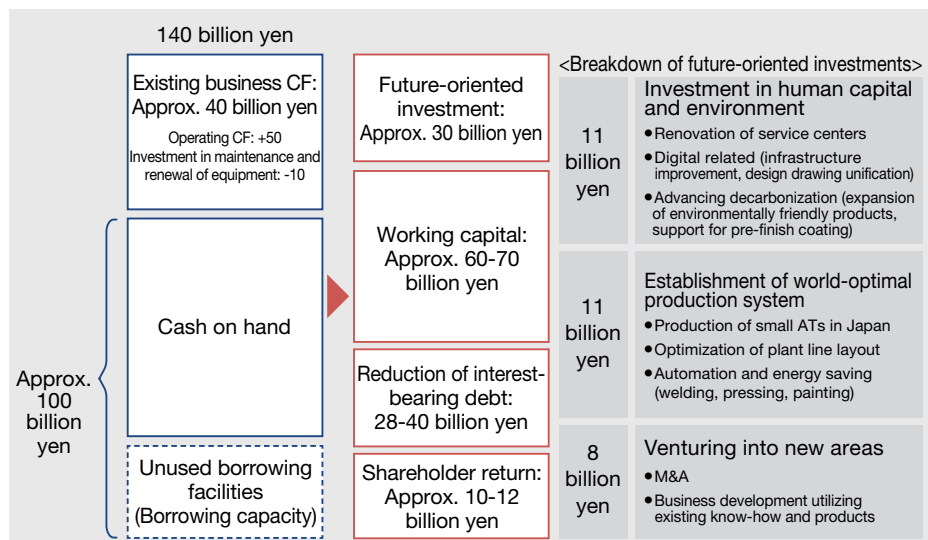 140 billion yen
Existing business CF:
Approx. 40 billion yen
Operating CF: +50
Investment in maintenance and
renewal of equipment: -10
Approx.
100
billion
yen
Cash on hand
Unused borrowing
facilities
(Borrowing capacity)
Future-oriented
investment:
Approx. 30 billion yen
Working capital:
Approx. 60-70
billion yen
Reduction of interest-
bearing debt:
28-40 billion yen
Shareholder return:
Approx. 10-12
billion yen
<Breakdown of future-oriented investments>
11
billion
yen
Investment in human capital
and environment
●Renovation of service centers
●Digital related (infrastructure
improvement, design drawing unification)
●Advancing decarbonization (expansion
of environmentally friendly products,
support for pre-finish coating)
11
billion
yen
Establishment of world-optimal
production system
●Production of small ATs in Japan
●Optimization of plant line layout
●Automation and energy saving
(welding, pressing, painting)
8
billion
yen
Venturing into new areas
●M&A
●Business development utilizing
existing know-how and products